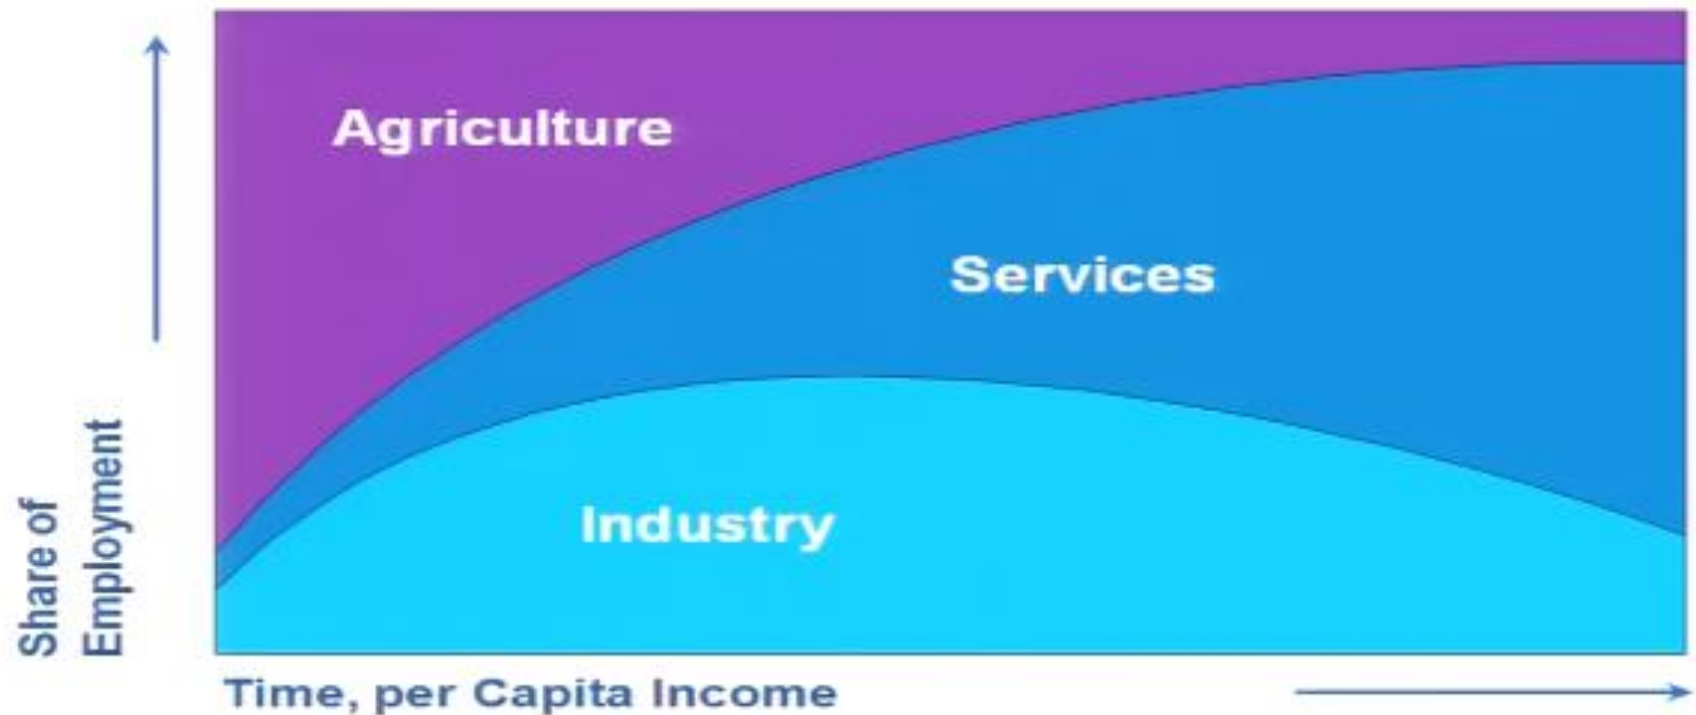 Agriculture
Services
Industry
Share of
Employment
Time, per Capita Income